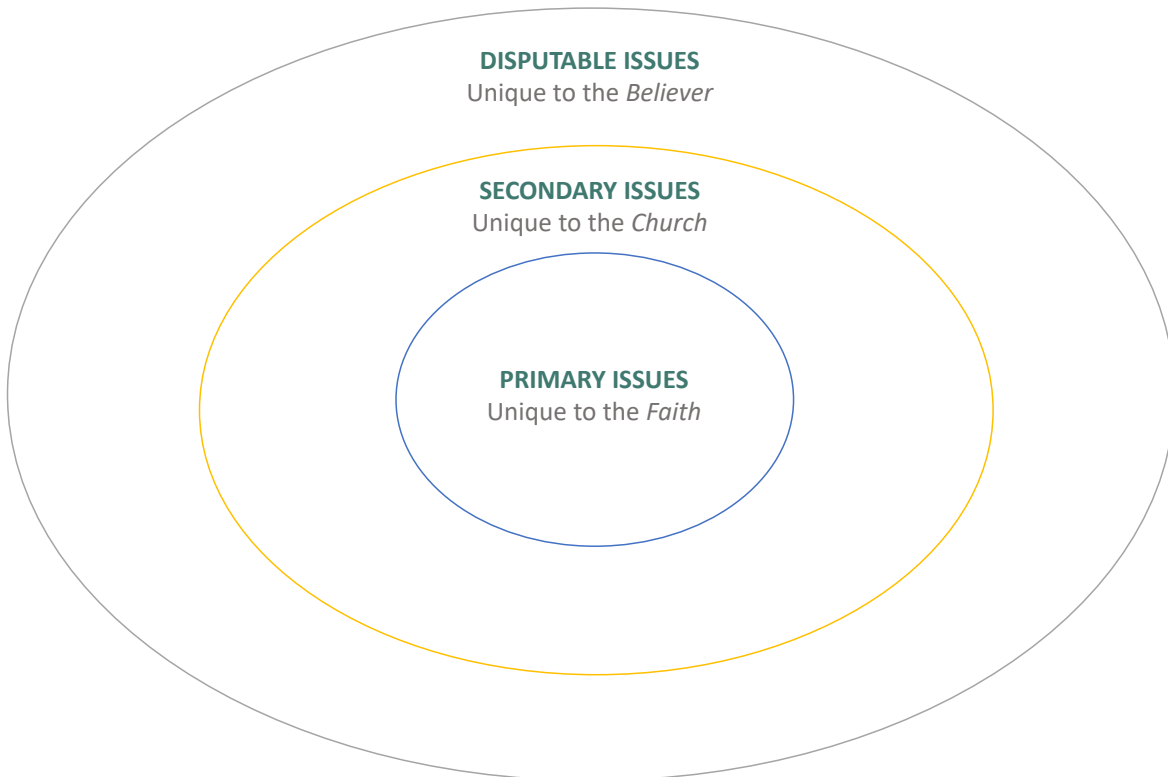 DISPUTABLE ISSUES
Unique to the Believer
SECONDARY ISSUES
Unique to the Church
PRIMARY ISSUES
Unique to the Faith